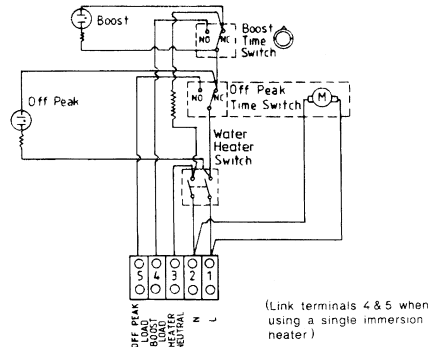 Boost
NO
NC
Boost
Time
Switch
Off Peak
NO
NC
Off Peak
Time Switch
M
Water
Heater
Switch
5
4
3
2
1
OFF PEAK
LOAD
BOOST
LOAD
HEATER
NEUTRAL
N
L
(Link terminals 4 & 5 when
using a single immersion
heater)